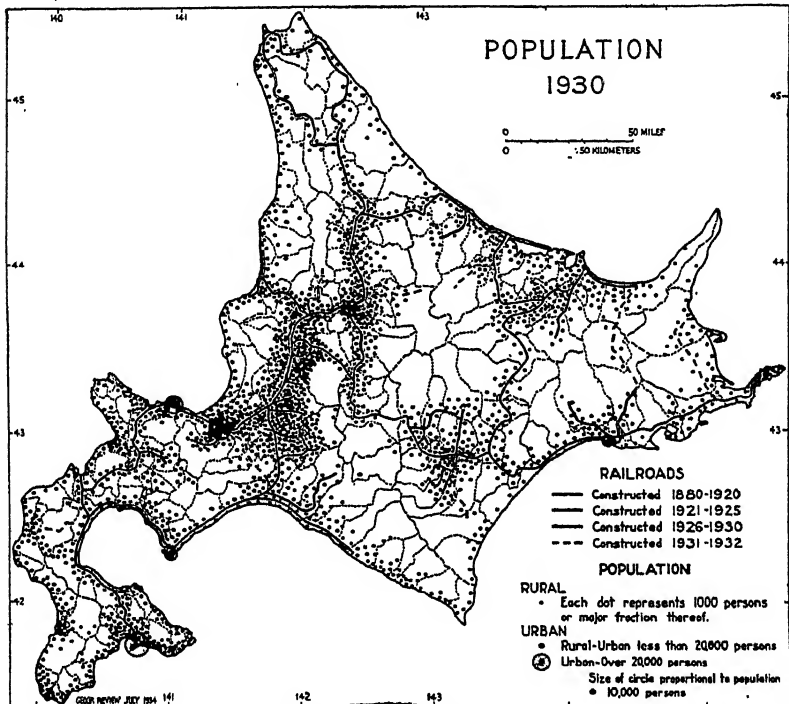 140 141 142 143
POPULATION
1930
45 45
0 50 MILES
0 50 KILOMETERS
44 44
43 43
RAILROADS
Constructed 1880-1920
Constructed 1921-1925
Constructed 1926-1930
Constructed 1931-1932
POPULATION
42
RURAL
Each dot represents 1000 persons
or major fraction thereof.
URBAN
Rural-Urban less than 20,000 persons
Urban-Over 20,000 persons
Size of circle proportional to population
10,000 persons
GEOGR REVIEW JULY 1934 141 142 143